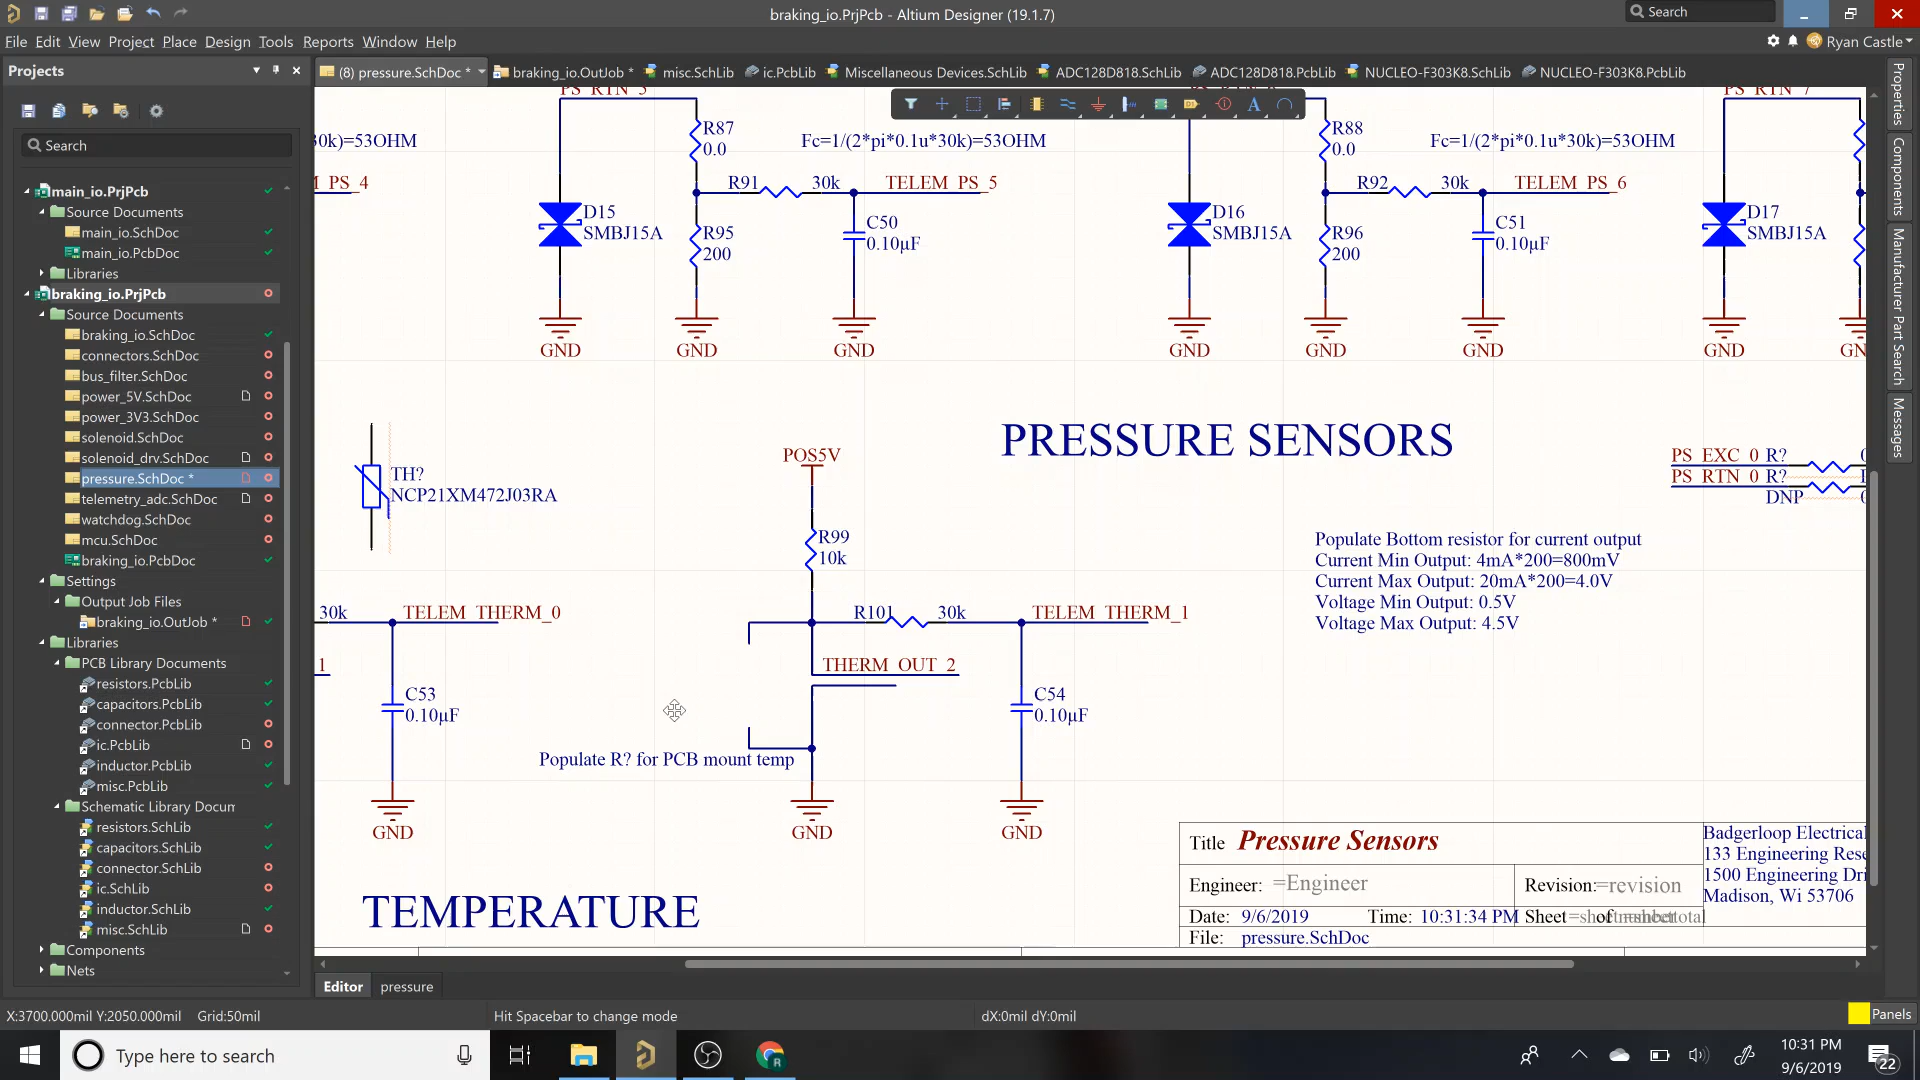 braking_io.PrjPcb - Altium Designer (19.1.7)
Search
File Edit View Project Place Design Tools Reports Window Help
Ryan Castle
Projects
(8) pressure.SchDoc *
braking_io.OutJob *
misc.SchLib
ic.PcbLib
Miscellaneous Devices.SchLib
ADC128D818.SchLib
ADC128D818.PcbLib
NUCLEO-F303K8.SchLib
NUCLEO-F303K8.PcbLib
Search
main_io.PrjPcb
Source Documents
main_io.SchDoc
main_io.PcbDoc
Libraries
braking_io.PrjPcb
Source Documents
braking_io.SchDoc
connectors.SchDoc
bus_filter.SchDoc
power_5V.SchDoc
power_3V3.SchDoc
solenoid.SchDoc
solenoid_drv.SchDoc
pressure.SchDoc *
telemetry_adc.SchDoc
watchdog.SchDoc
mcu.SchDoc
braking_io.PcbDoc
Settings
Output Job Files
braking_io.OutJob *
Libraries
PCB Library Documents
resistors.PcbLib
capacitors.PcbLib
connector.PcbLib
ic.PcbLib
inductor.PcbLib
misc.PcbLib
Schematic Library Docum
resistors.SchLib
capacitors.SchLib
connector.SchLib
ic.SchLib
inductor.SchLib
misc.SchLib
Components
Nets
PS_RTN_5
PS_RTN_7
R87
0.0
Fc=1/(2*pi*0.1u*30k)=53OHM
R88
0.0
Fc=1/(2*pi*0.1u*30k)=53OHM
30k)=53OHM
M_PS_4
R91 30k
TELEM_PS_5
R92 30k
TELEM_PS_6
D15
SMBJ15A
R95
200
C50
0.10µF
D16
SMBJ15A
R96
200
C51
0.10µF
D17
SMBJ15A
GND
GND
GND
GND
GND
GND
GND
GN
PRESSURE SENSORS
TH?
NCP21XM472J03RA
POS5V
R99
10k
PS_EXC_0 R?
PS_RTN_0 R?
DNP
Populate Bottom resistor for current output
Current Min Output: 4mA*200=800mV
Current Max Output: 20mA*200=4.0V
Voltage Min Output: 0.5V
Voltage Max Output: 4.5V
30k
TELEM_THERM_0
R101 30k
TELEM_THERM_1
1
THERM_OUT_2
C53
0.10µF
C54
0.10µF
Populate R? for PCB mount temp
GND
GND
GND
TEMPERATURE
Title Pressure Sensors
Engineer: =Engineer
Revision: =revision
Date: 9/6/2019 Time: 10:31:34 PM Sheet of
File: pressure.SchDoc
Badgerloop Electrical
133 Engineering Rese
1500 Engineering Dri
Madison, Wi 53706
Properties
Components
Manufacturer Part Search
Messages
Editor pressure
X:3700.000mil Y:2050.000mil Grid:50mil
Hit Spacebar to change mode
dX:0mil dY:0mil
Panels
Type here to search
10:31 PM
9/6/2019
22